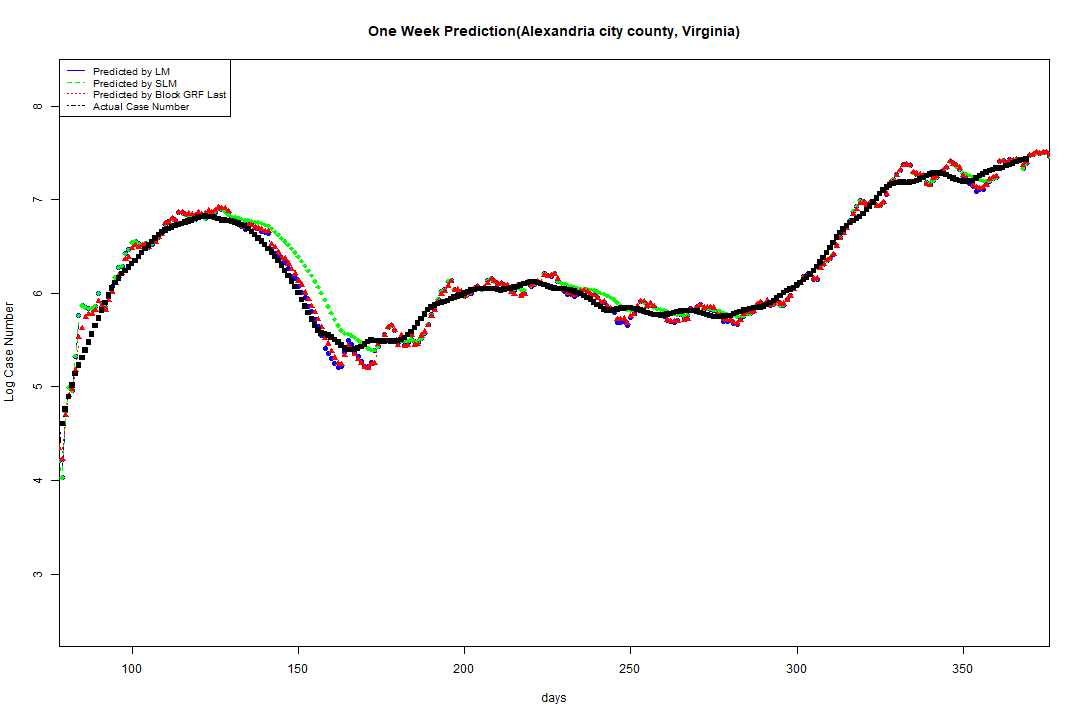 One Week Prediction(Alexandria city county, Virginia)
Predicted by LM
Predicted by SLM
Predicted by Block GRF Last
Actual Case Number
8
7
6
5
4
3
Log Case Number
100 150 200 250 300 350
days